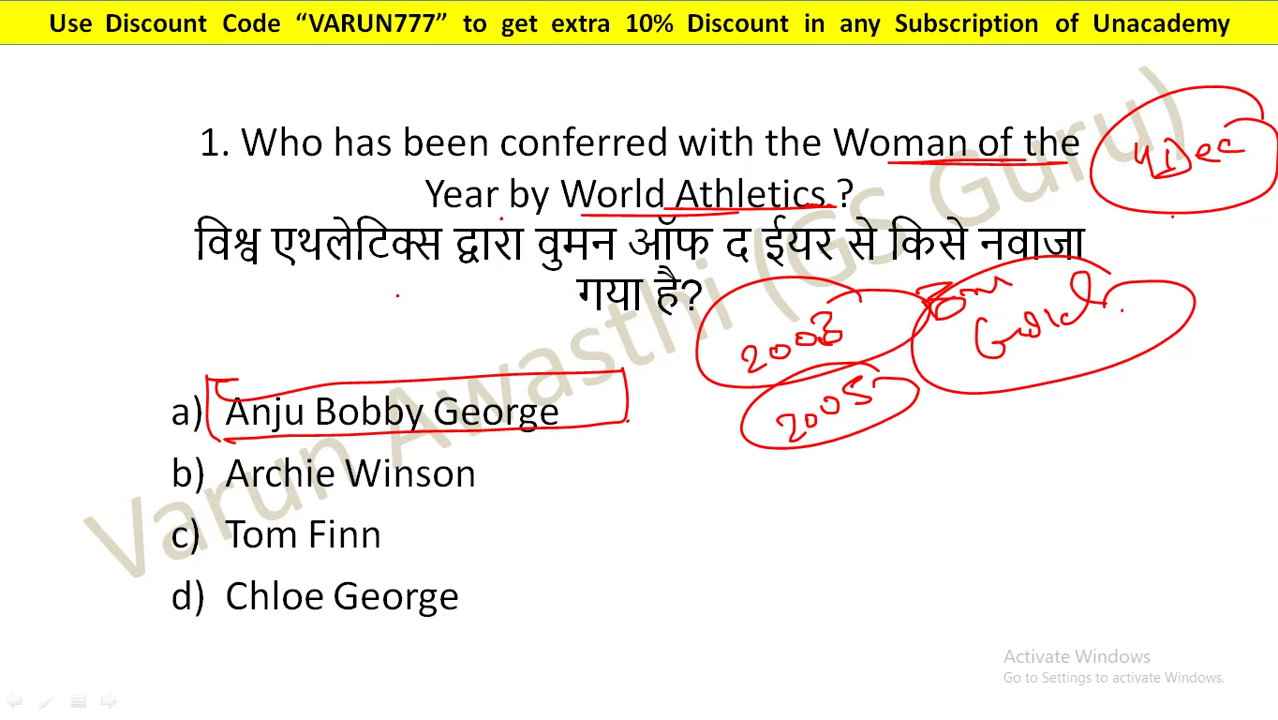 Use Discount Code “VARUN777” to get extra 10% Discount in any Subscription of Unacademy
1. Who has been conferred with the Woman of the
Year by World Athletics ?
विश्व एथलेटिक्स द्वारा वुमन ऑफ द ईयर से किसे नवाजा
गया है?
4 Dec
2003
Gold
2005
a) Anju Bobby George
b) Archie Winson
c) Tom Finn
d) Chloe George
Varun Awasthi (GS Guru)
Activate Windows
Go to Settings to activate Windows.